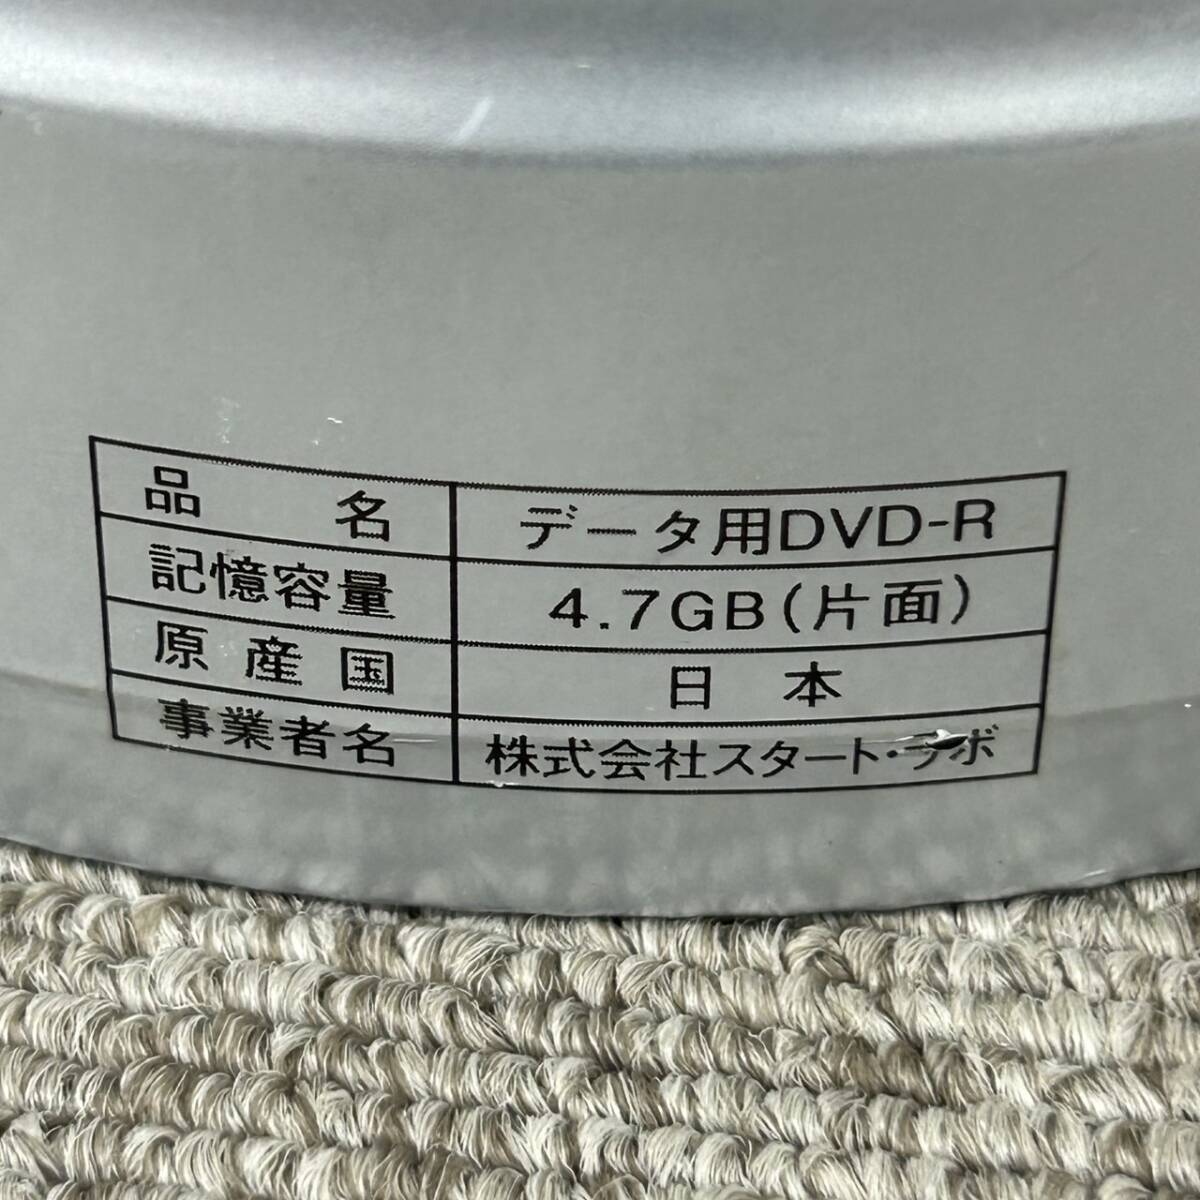 品名 データ用DVD-R
記憶容量 4.7GB(片面)
原産国 日本
事業者名 株式会社スタート・ラボ